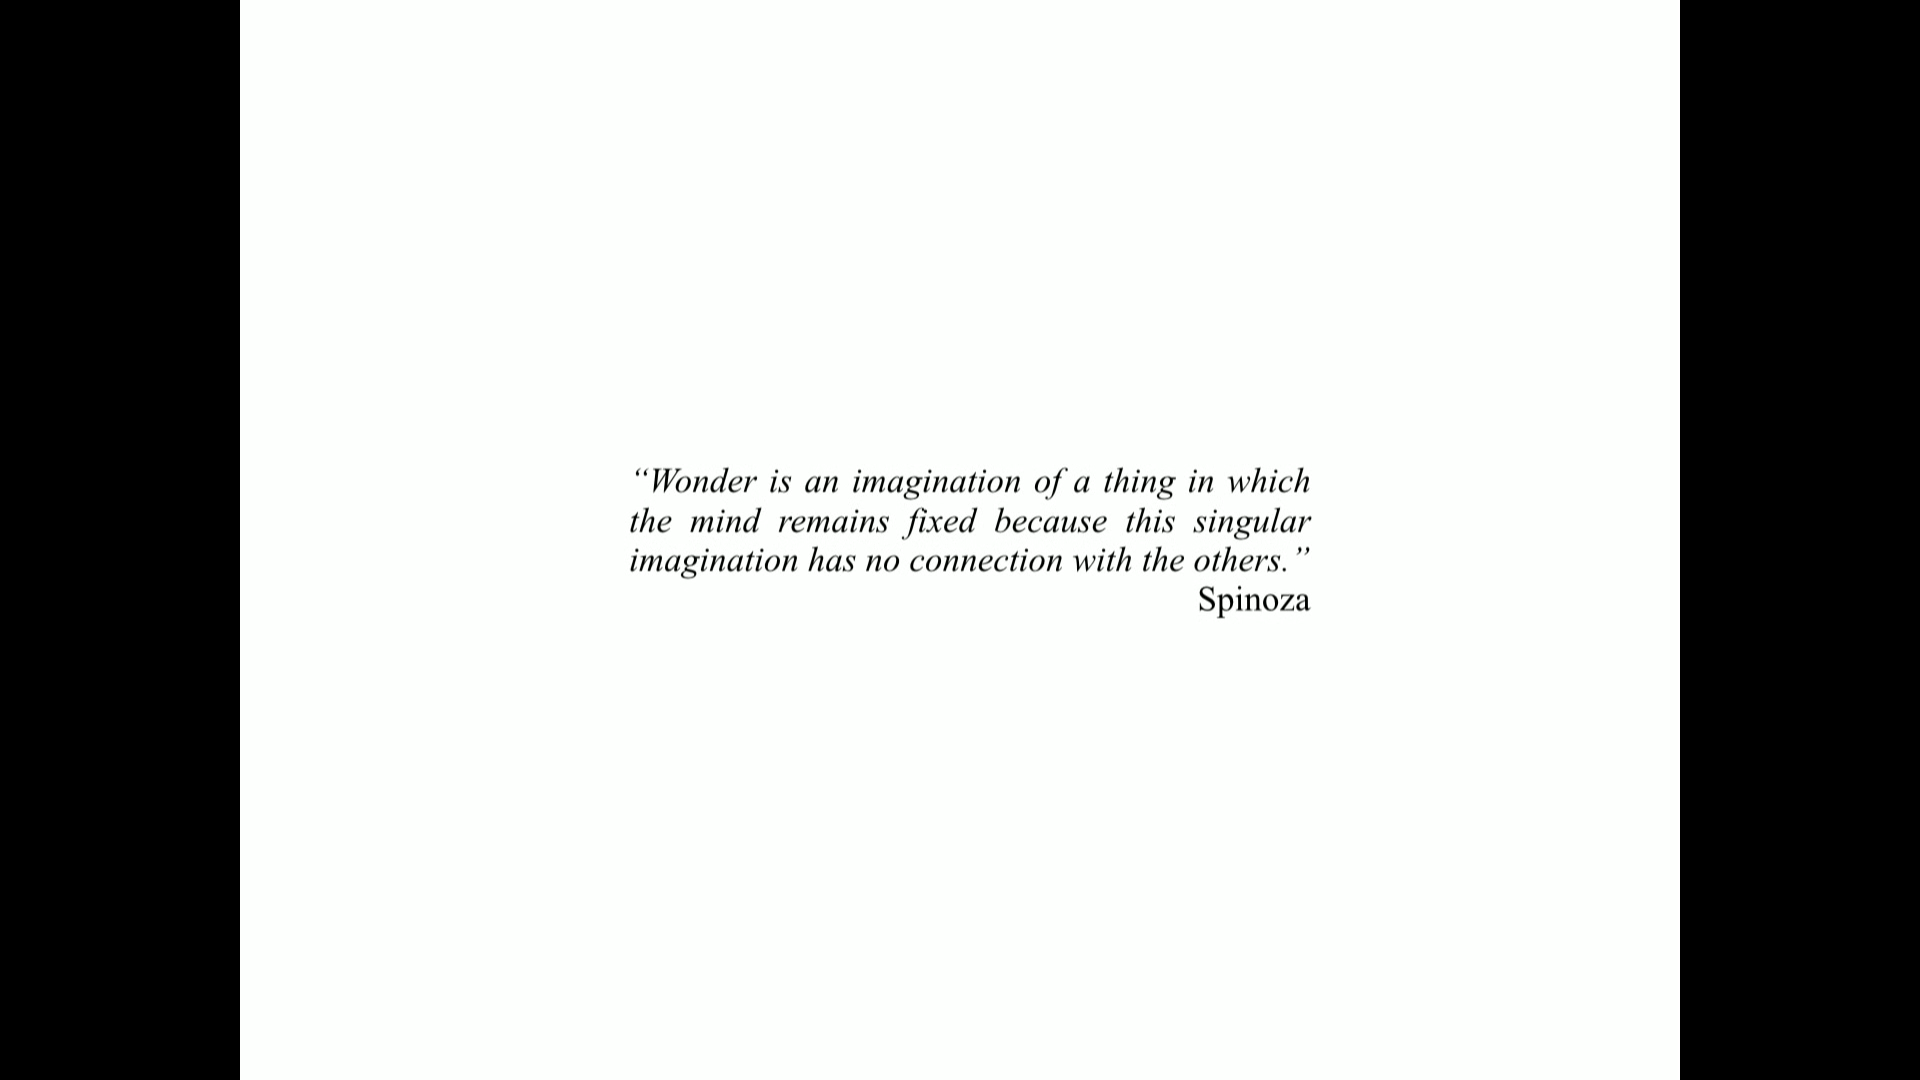 “Wonder is an imagination of a thing in which
the mind remains fixed because this singular
imagination has no connection with the others.”
Spinoza